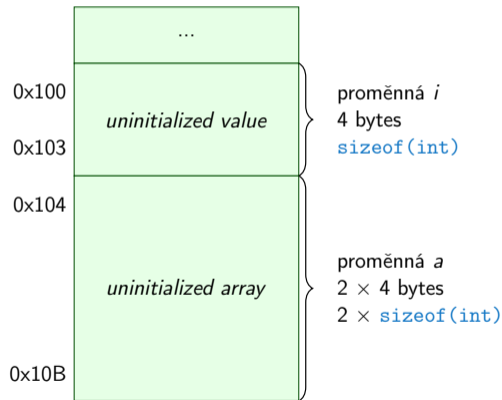 ...
0x100
uninitialized value
0x103
proměnná i
4 bytes
sizeof(int)
0x104
uninitialized array
0x10B
proměnná a
2 × 4 bytes
2 × sizeof(int)